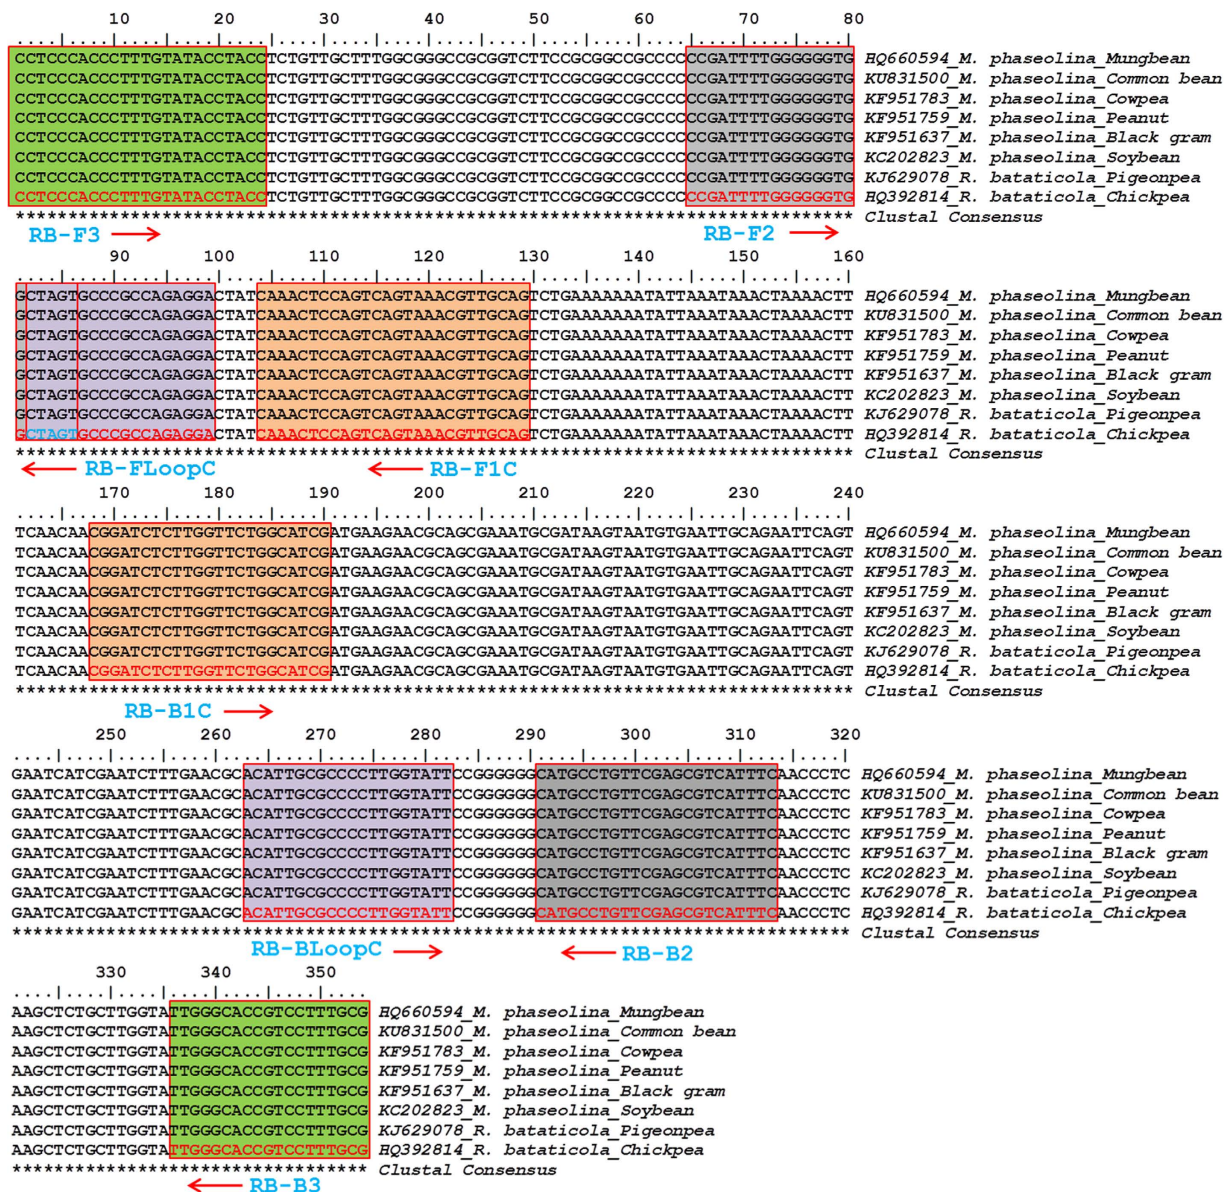 10 20 30 40 50 60 70 80
....|....|....|....|....|....|....|....|....|....|....|....|....|....|....|....|
CCTCCCACCCTTTGTATACCTACCTCTGTTGCTTTGGCGGGCCGCGGTCTTCCGCGGCCGCCCCCCGATTTTGGGGGGTG HQ660594_M. phaseolina_Mungbean
CCTCCCACCCTTTGTATACCTACCTCTGTTGCTTTGGCGGGCCGCGGTCTTCCGCGGCCGCCCCCCGATTTTGGGGGGTG KU831500_M. phaseolina_Common bean
CCTCCCACCCTTTGTATACCTACCTCTGTTGCTTTGGCGGGCCGCGGTCTTCCGCGGCCGCCCCCCGATTTTGGGGGGTG KF951783_M. phaseolina_Cowpea
CCTCCCACCCTTTGTATACCTACCTCTGTTGCTTTGGCGGGCCGCGGTCTTCCGCGGCCGCCCCCCGATTTTGGGGGGTG KF951759_M. phaseolina_Peanut
CCTCCCACCCTTTGTATACCTACCTCTGTTGCTTTGGCGGGCCGCGGTCTTCCGCGGCCGCCCCCCGATTTTGGGGGGTG KF951637_M. phaseolina_Black gram
CCTCCCACCCTTTGTATACCTACCTCTGTTGCTTTGGCGGGCCGCGGTCTTCCGCGGCCGCCCCCCGATTTTGGGGGGTG KC202823_M. phaseolina_Soybean
CCTCCCACCCTTTGTATACCTACCTCTGTTGCTTTGGCGGGCCGCGGTCTTCCGCGGCCGCCCCCCGATTTTGGGGGGTG KJ629078_R. bataticola_Pigeonpea
CCTCCCACCCTTTGTATACCTACCTCTGTTGCTTTGGCGGGCCGCGGTCTTCCGCGGCCGCCCCCCGATTTTGGGGGGTG HQ392814_R. bataticola_Chickpea
******************************************************************************** Clustal Consensus
RB-F3 RB-F2
90 100 110 120 130 140 150 160
....|....|....|....|....|....|....|....|....|....|....|....|....|....|....|....|
GCTAGTGCCCGCCAGAGGACTATCAAACTCCAGTCAGTAAACGTTGCAGTCTGAAAAAAATATTAAATAAACTAAAACTT HQ660594_M. phaseolina_Mungbean
GCTAGTGCCCGCCAGAGGACTATCAAACTCCAGTCAGTAAACGTTGCAGTCTGAAAAAAATATTAAATAAACTAAAACTT KU831500_M. phaseolina_Common bean
GCTAGTGCCCGCCAGAGGACTATCAAACTCCAGTCAGTAAACGTTGCAGTCTGAAAAAAATATTAAATAAACTAAAACTT KF951783_M. phaseolina_Cowpea
GCTAGTGCCCGCCAGAGGACTATCAAACTCCAGTCAGTAAACGTTGCAGTCTGAAAAAAATATTAAATAAACTAAAACTT KF951759_M. phaseolina_Peanut
GCTAGTGCCCGCCAGAGGACTATCAAACTCCAGTCAGTAAACGTTGCAGTCTGAAAAAAATATTAAATAAACTAAAACTT KF951637_M. phaseolina_Black gram
GCTAGTGCCCGCCAGAGGACTATCAAACTCCAGTCAGTAAACGTTGCAGTCTGAAAAAAATATTAAATAAACTAAAACTT KC202823_M. phaseolina_Soybean
GCTAGTGCCCGCCAGAGGACTATCAAACTCCAGTCAGTAAACGTTGCAGTCTGAAAAAAATATTAAATAAACTAAAACTT KJ629078_R. bataticola_Pigeonpea
GCTAGTGCCCGCCAGAGGACTATCAAACTCCAGTCAGTAAACGTTGCAGTCTGAAAAAAATATTAAATAAACTAAAACTT HQ392814_R. bataticola_Chickpea
******************************************************************************** Clustal Consensus
RB-FLoopC RB-F1C
170 180 190 200 210 220 230 240
....|....|....|....|....|....|....|....|....|....|....|....|....|....|....|....|
TCAACAACGGATCTCTTGGTTCTGGCATCGATGAAGAACGCAGCGAAATGCGATAAGTAATGTGAATTGCAGAATTCAGT HQ660594_M. phaseolina_Mungbean
TCAACAACGGATCTCTTGGTTCTGGCATCGATGAAGAACGCAGCGAAATGCGATAAGTAATGTGAATTGCAGAATTCAGT KU831500_M. phaseolina_Common bean
TCAACAACGGATCTCTTGGTTCTGGCATCGATGAAGAACGCAGCGAAATGCGATAAGTAATGTGAATTGCAGAATTCAGT KF951783_M. phaseolina_Cowpea
TCAACAACGGATCTCTTGGTTCTGGCATCGATGAAGAACGCAGCGAAATGCGATAAGTAATGTGAATTGCAGAATTCAGT KF951759_M. phaseolina_Peanut
TCAACAACGGATCTCTTGGTTCTGGCATCGATGAAGAACGCAGCGAAATGCGATAAGTAATGTGAATTGCAGAATTCAGT KF951637_M. phaseolina_Black gram
TCAACAACGGATCTCTTGGTTCTGGCATCGATGAAGAACGCAGCGAAATGCGATAAGTAATGTGAATTGCAGAATTCAGT KC202823_M. phaseolina_Soybean
TCAACAACGGATCTCTTGGTTCTGGCATCGATGAAGAACGCAGCGAAATGCGATAAGTAATGTGAATTGCAGAATTCAGT KJ629078_R. bataticola_Pigeonpea
TCAACAACGGATCTCTTGGTTCTGGCATCGATGAAGAACGCAGCGAAATGCGATAAGTAATGTGAATTGCAGAATTCAGT HQ392814_R. bataticola_Chickpea
******************************************************************************** Clustal Consensus
RB-B1C
250 260 270 280 290 300 310 320
....|....|....|....|....|....|....|....|....|....|....|....|....|....|....|....|
GAATCATCGAATCTTTGAACGCACATTGCGCCCCTTGGTATTCCGGGGGGCATGCCTGTTCGAGCGTCATTTCAACCCTC HQ660594_M. phaseolina_Mungbean
GAATCATCGAATCTTTGAACGCACATTGCGCCCCTTGGTATTCCGGGGGGCATGCCTGTTCGAGCGTCATTTCAACCCTC KU831500_M. phaseolina_Common bean
GAATCATCGAATCTTTGAACGCACATTGCGCCCCTTGGTATTCCGGGGGGCATGCCTGTTCGAGCGTCATTTCAACCCTC KF951783_M. phaseolina_Cowpea
GAATCATCGAATCTTTGAACGCACATTGCGCCCCTTGGTATTCCGGGGGGCATGCCTGTTCGAGCGTCATTTCAACCCTC KF951759_M. phaseolina_Peanut
GAATCATCGAATCTTTGAACGCACATTGCGCCCCTTGGTATTCCGGGGGGCATGCCTGTTCGAGCGTCATTTCAACCCTC KF951637_M. phaseolina_Black gram
GAATCATCGAATCTTTGAACGCACATTGCGCCCCTTGGTATTCCGGGGGGCATGCCTGTTCGAGCGTCATTTCAACCCTC KC202823_M. phaseolina_Soybean
GAATCATCGAATCTTTGAACGCACATTGCGCCCCTTGGTATTCCGGGGGGCATGCCTGTTCGAGCGTCATTTCAACCCTC KJ629078_R. bataticola_Pigeonpea
GAATCATCGAATCTTTGAACGCACATTGCGCCCCTTGGTATTCCGGGGGGCATGCCTGTTCGAGCGTCATTTCAACCCTC HQ392814_R. bataticola_Chickpea
******************************************************************************** Clustal Consensus
RB-BLoopC RB-B2
330 340 350
....|....|....|....|....|....|....
AAGCTCTGCTTGGTATTGGGCACCGTCCTTTGCG HQ660594_M. phaseolina_Mungbean
AAGCTCTGCTTGGTATTGGGCACCGTCCTTTGCG KU831500_M. phaseolina_Common bean
AAGCTCTGCTTGGTATTGGGCACCGTCCTTTGCG KF951783_M. phaseolina_Cowpea
AAGCTCTGCTTGGTATTGGGCACCGTCCTTTGCG KF951759_M. phaseolina_Peanut
AAGCTCTGCTTGGTATTGGGCACCGTCCTTTGCG KF951637_M. phaseolina_Black gram
AAGCTCTGCTTGGTATTGGGCACCGTCCTTTGCG KC202823_M. phaseolina_Soybean
AAGCTCTGCTTGGTATTGGGCACCGTCCTTTGCG KJ629078_R. bataticola_Pigeonpea
AAGCTCTGCTTGGTATTGGGCACCGTCCTTTGCG HQ392814_R. bataticola_Chickpea
********************************** Clustal Consensus
RB-B3